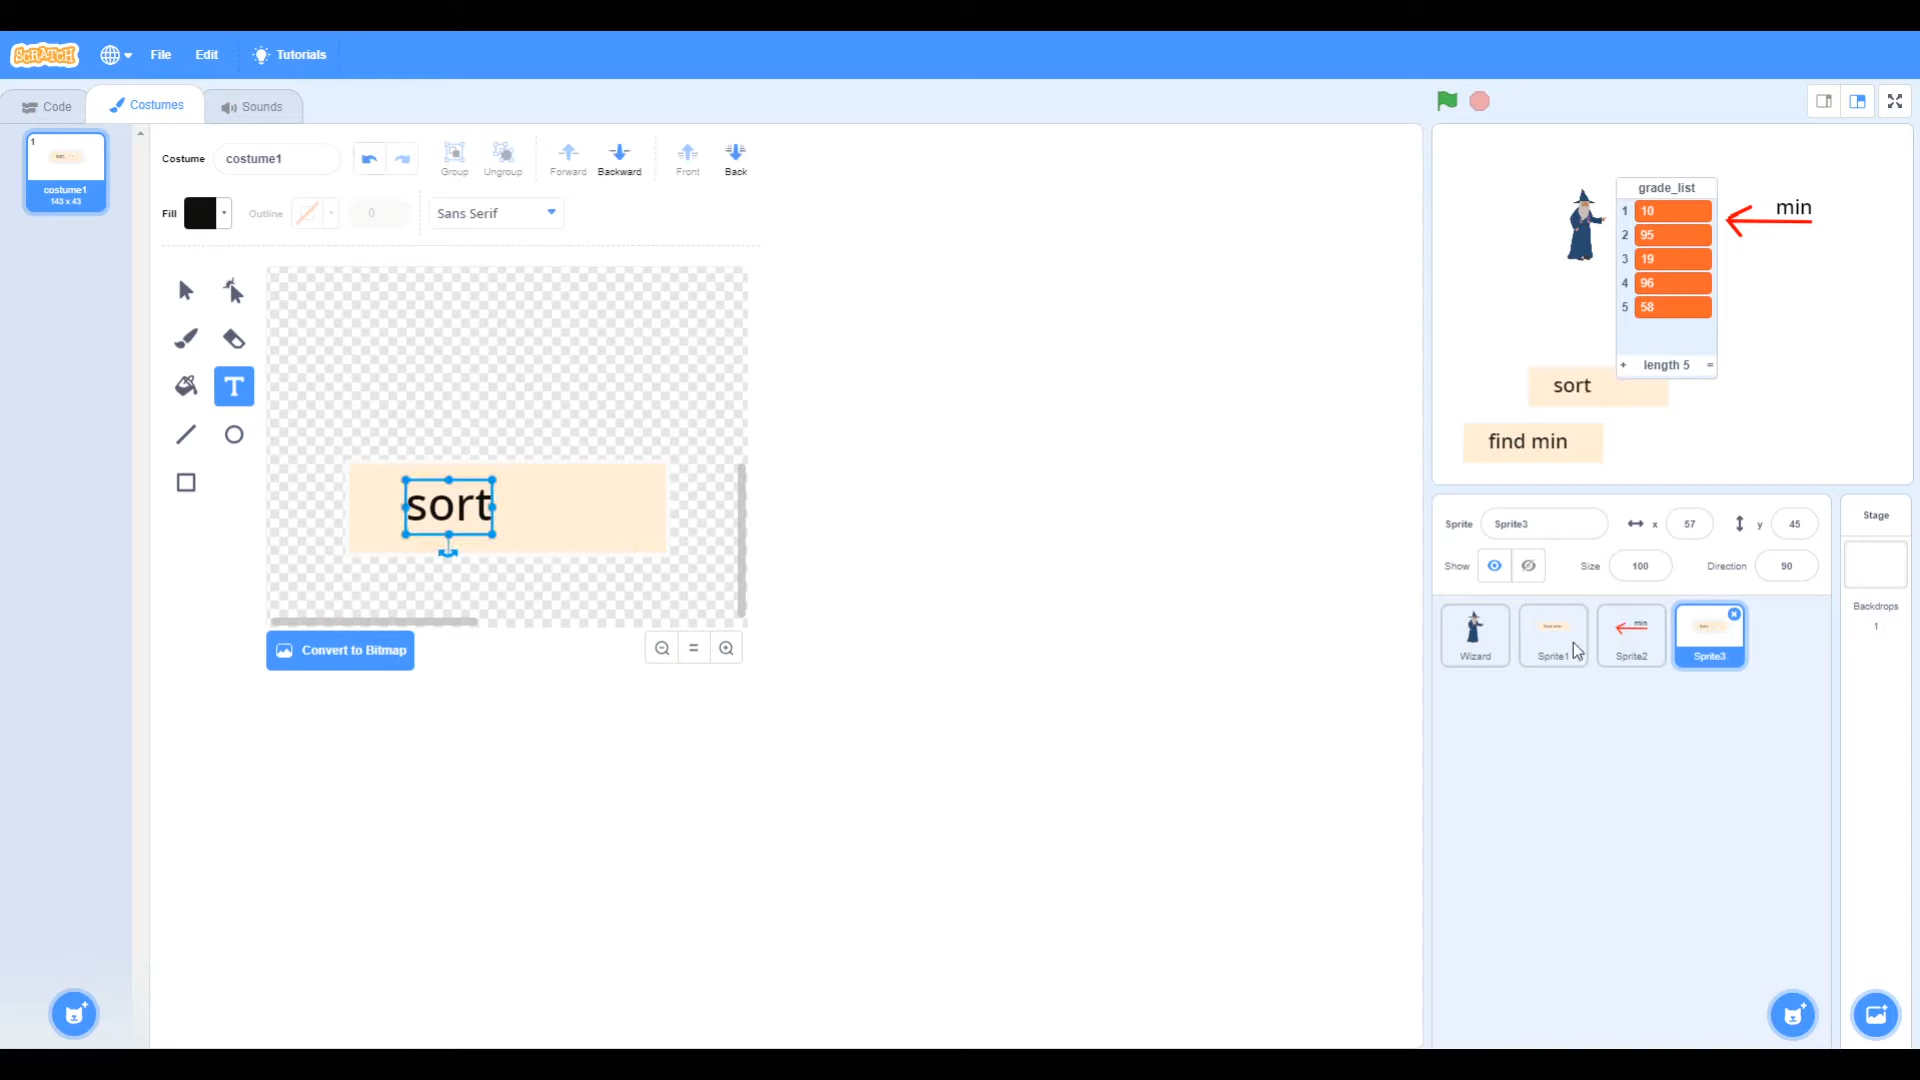 SCRATCH
File
Edit
Tutorials
Code
Costumes
Sounds
1
costume1
143 x 43
Costume
costume1
Group
Ungroup
Forward
Backward
Front
Back
Fill
Outline
0
Sans Serif
T
sort
Convert to Bitmap
grade_list
1 10
2 95
3 19
4 96
5 58
+ length 5 =
min
sort
find min
Sprite
Sprite3
x
57
y
45
Show
Size
100
Direction
90
Stage
Backdrops
1
Wizard
Sprite1
min
Sprite2
Sprite3